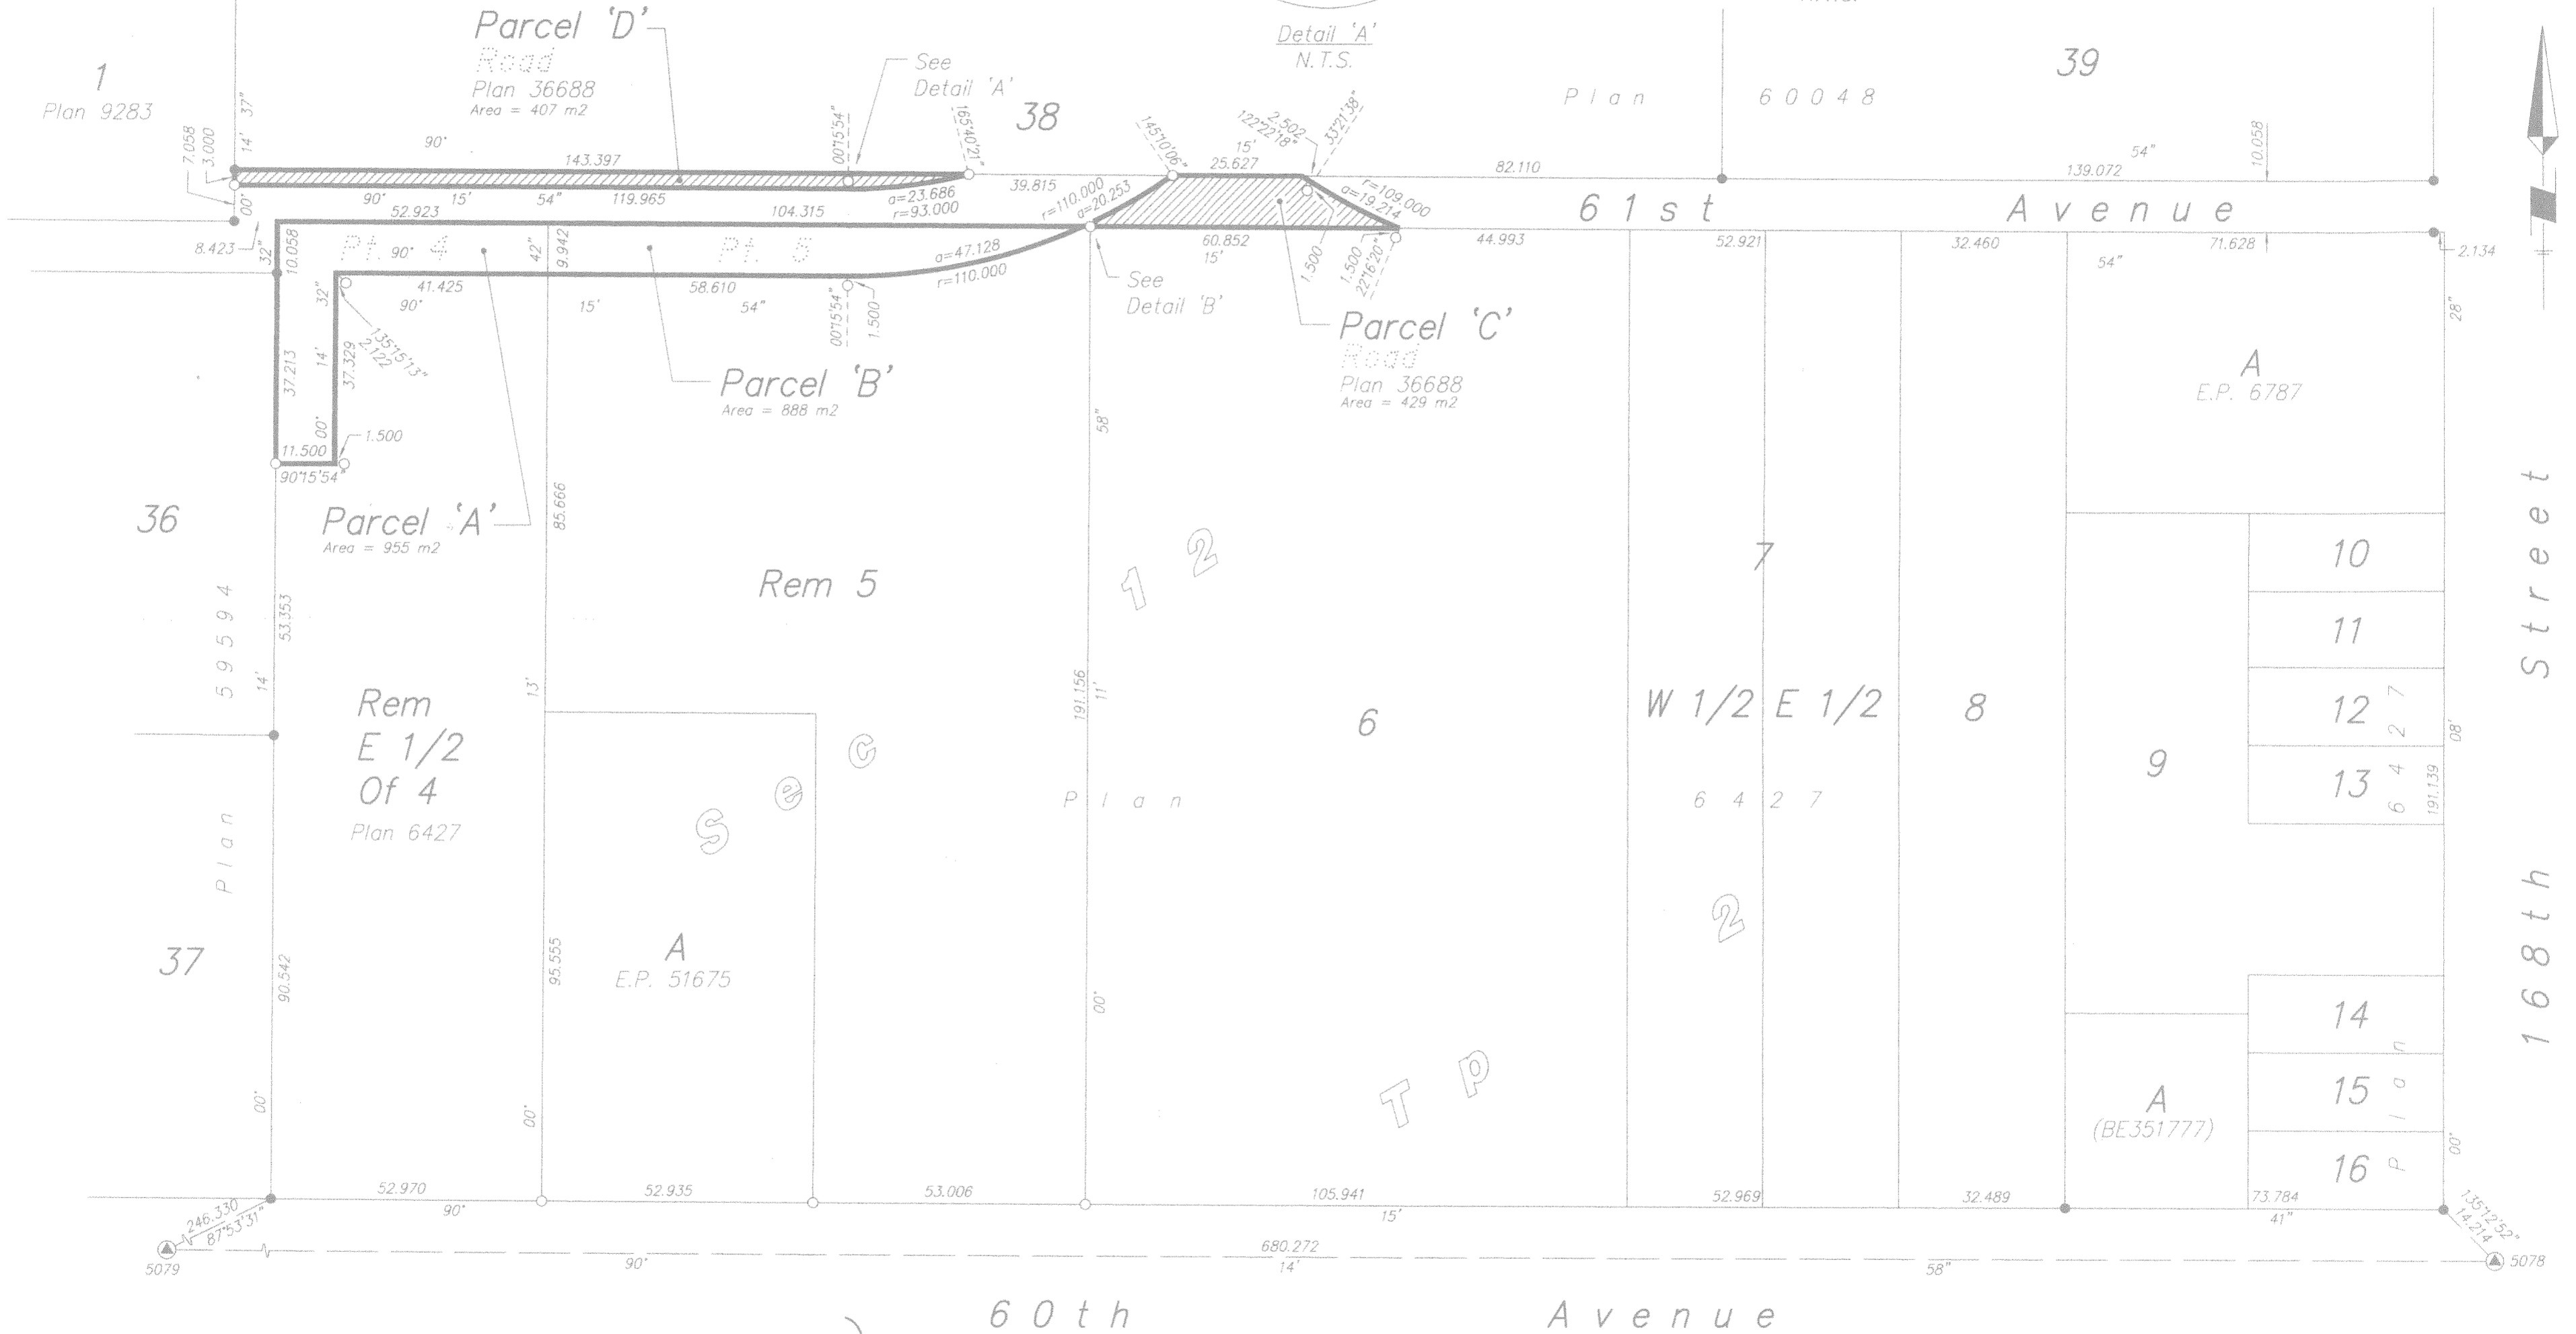 Parcel 'D'
Road
Plan 36688
Area = 407 m2
See
Detail 'A'
Detail 'A'
N.T.S.
1
Plan 9283
38
39
Plan 60048
14' 37"
7.058
3.000
00'
90°
143.397
00°15'54"
165°40'21"
39.815
145°10'06"
15'
25.627
2.502
122°22'18"
33°21'38"
82.110
139.072
54"
10.058
90° 15' 54" 119.965
a=23.686
r=93.000
r=110.000
a=20.253
r=109.000
a=19.214
61st Avenue
52.923
104.315
8.423
32"
10.058
Pt. 4
90°
42"
9.942
Pt. 5
a=47.128
r=110.000
60.852
15'
1.500
1.500
22°16'20"
44.993
52.921
32.460
54"
71.628
2.134
41.425
90°
15'
58.610
54"
00°15'54"
1.500
See
Detail 'B'
32"
14'
37.329
00'
135°15'13"
2.122
37.213
11.500
90°15'54"
1.500
Parcel 'B'
Area = 888 m2
Parcel 'C'
Road
Plan 36688
Area = 429 m2
Parcel 'A'
Area = 955 m2
A
E.P. 6787
28"
58"
85.666
36
Plan 59594
53.353
14'
Rem 5
12
7
10
11
12
13
Rem
E 1/2
Of 4
Plan 6427
13'
191.156
11'
6
W 1/2
E 1/2
8
9
08'
191.139
168th Street
Sec
Plan 6427
2
37
90.542
00°
95.555
00°
A
E.P. 51675
00°
Tp
14
15
16
Plan 6427
A
(BE351777)
00°
52.970
90°
52.935
53.006
105.941
15'
52.969
32.489
73.784
41"
246.330
87°53'31"
135°12'52"
14.214
5079
90°
680.272
14'
58"
5078
60th Avenue